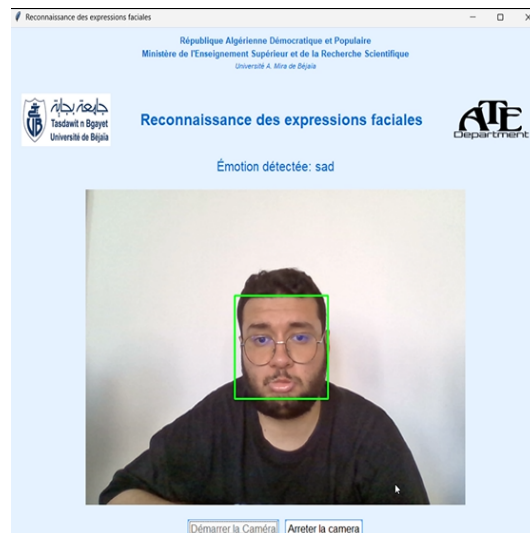 Reconnaissance des expressions faciales
République Algérienne Démocratique et Populaire
Ministère de l'Enseignement Supérieur et de la Recherche Scientifique
Université A. Mira de Béjaïa
جامعة بجاية
Tasdawit n Bgayet
Université de Béjaïa
Reconnaissance des expressions faciales
ATE
Department
Émotion détectée: sad
Démarrer la Caméra
Arreter la camera